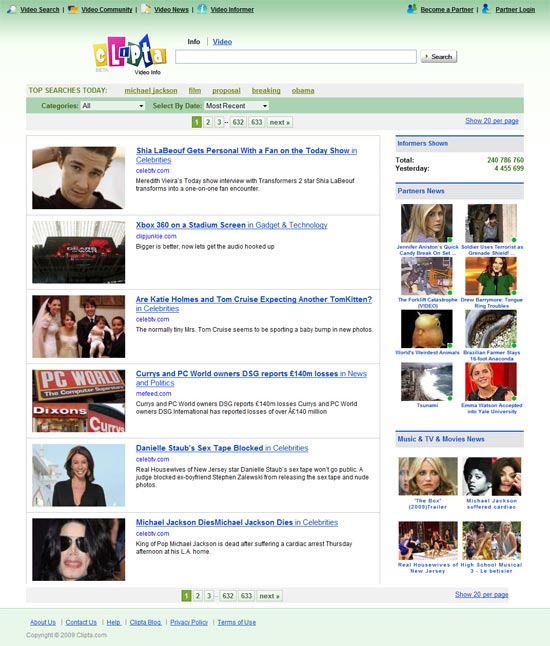 Video Search | Video Community | Video News | Video Informer
Become a Partner | Partner Login
Clipta
BETA
Video Info
Info | Video
Search
TOP SEARCHES TODAY: michael jackson film proposal breaking obama
Categories: All Select By Date: Most Recent
1 2 3 .. 632 633 next »
Show 20 per page
Shia LaBeouf Gets Personal With a Fan on the Today Show in
Celebrities
celebtv.com
Meredith Vieira's Today show interview with Transformers 2 star Shia LaBeouf
transforms into a one-on-one fan encounter.
Xbox 360 on a Stadium Screen in Gadget & Technology
clipjunkie.com
Bigger is better, now lets get the audio hooked up
Are Katie Holmes and Tom Cruise Expecting Another TomKitten?
in Celebrities
celebtv.com
The normally tiny Mrs. Tom Cruise seems to be sporting a baby bump in new photos.
PC WORLD
The Computer Superstore
Dixons
Currys
Currys and PC World owners DSG reports £140m losses in News
and Politics
mefeed.com
Currys and PC World owners DSG reports £140m losses Currys and PC World
owners DSG International has reported losses of over Â£140 million
Danielle Staub's Sex Tape Blocked in Celebrities
celebtv.com
Real Housewives of New Jersey star Danielle Staub's sex tape won't go public. A
judge blocked ex-boyfriend Stephen Zalewski from releasing the sex tape and nude
photos.
Michael Jackson DiesMichael Jackson Dies in Celebrities
celebtv.com
King of Pop Michael Jackson is dead after suffering a cardiac arrest Thursday
afternoon at his L.A. home.
1 2 3 .. 632 633 next »
Show 20 per page
Informers Shown
Total: 240 786 760
Yesterday: 4 455 699
Partners News
Jennifer Aniston's Quick
Candy Break On Set ...
Soldier Uses Terrorist as
Grenade Shield! ...
The Forklift Catastrophe
(VIDEO)
Drew Barrymore: Tongue
Ring Troubles
World's Weirdest Animals
Brazilian Farmer Slays
16-foot Anaconda
Tsunami
Emma Watson Accepted
into Yale University
Music & TV & Movies News
'The Box'
(2009)Trailer
Michael Jackson
suffered cardiac
Real Housewives of
New Jersey
High School Musical
3 - Le betisier
About Us | Contact Us | Help | Clipta Blog | Privacy Policy | Terms of Use
Copyright © 2009 Clipta.com